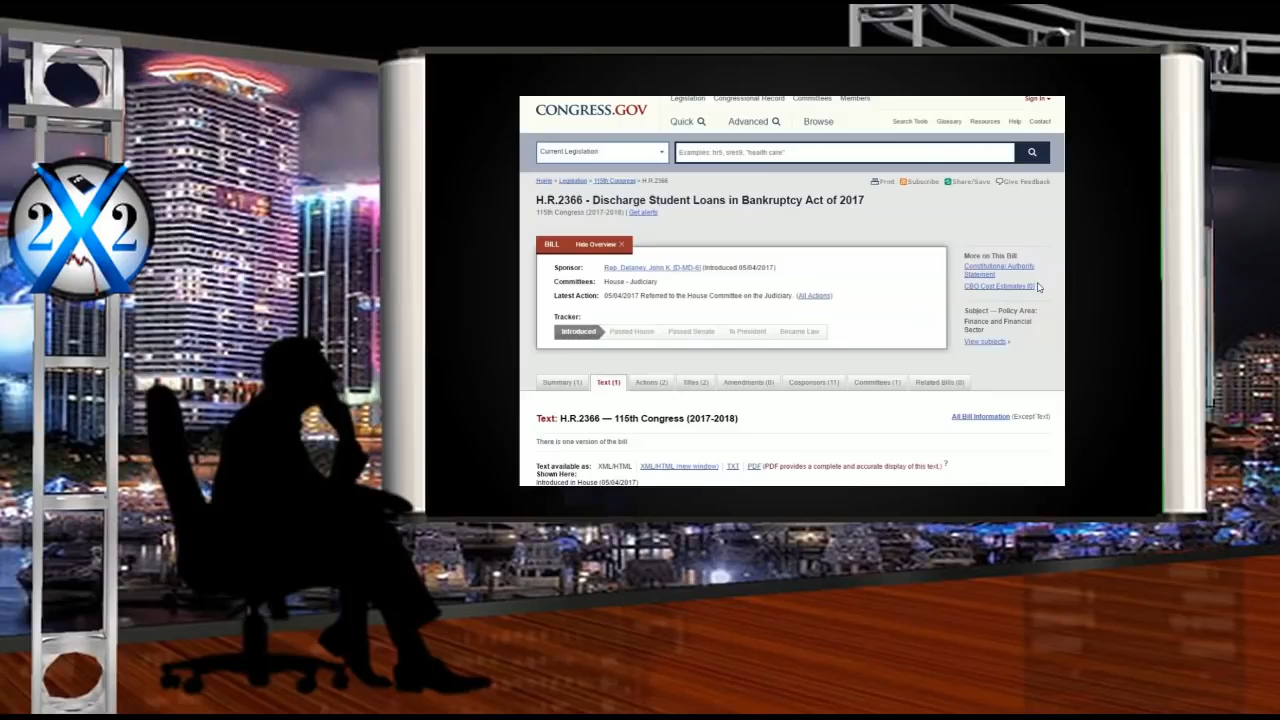 Legislation Congressional Record Committees Members Sign In
CONGRESS.GOV
Quick Advanced Browse Search Tools Glossary Resources Help Contact
Current Legislation Examples: hr5, sres9, "health care"
Home > Legislation > 115th Congress > H.R.2366 Print Subscribe Share/Save Give Feedback
H.R.2366 - Discharge Student Loans in Bankruptcy Act of 2017
115th Congress (2017-2018) | Get alerts
BILL Hide Overview X
Sponsor: Rep. Delaney, John K. [D-MD-6] (Introduced 05/04/2017)
Committees: House - Judiciary
Latest Action: 05/04/2017 Referred to the House Committee on the Judiciary. (All Actions)
Tracker:
Introduced Passed House Passed Senate To President Became Law
More on This Bill
Constitutional Authority
Statement
CBO Cost Estimates [0]
Subject — Policy Area:
Finance and Financial
Sector
View subjects »
Summary (1) Text (1) Actions (2) Titles (2) Amendments (0) Cosponsors (11) Committees (1) Related Bills (0)
Text: H.R.2366 — 115th Congress (2017-2018) All Bill Information (Except Text)
There is one version of the bill.
Text available as: XML/HTML | XML/HTML (new window) | TXT | PDF (PDF provides a complete and accurate display of this text.) ?
Shown Here:
Introduced in House (05/04/2017)
2X2